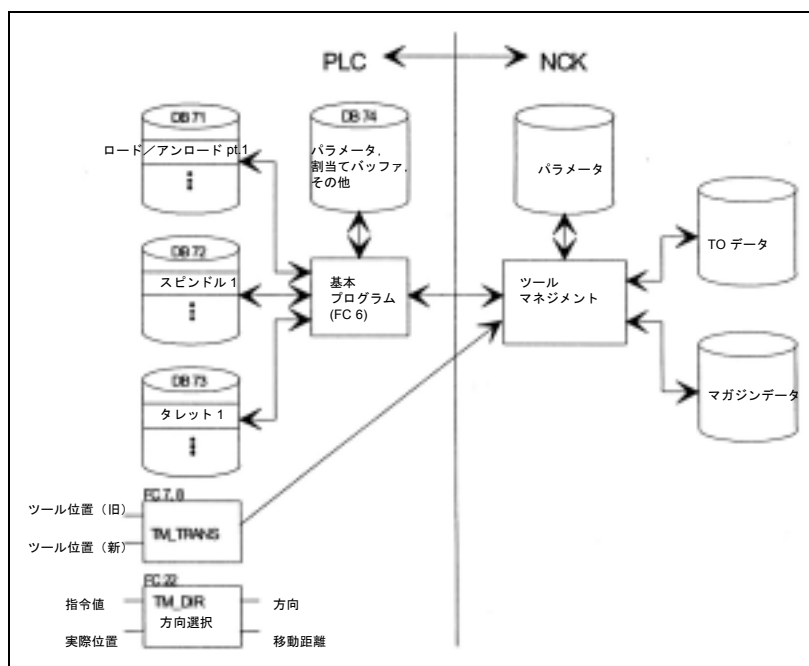 PLC
NCK
DB 71
ロード／アンロード pt.1
DB 74
パラメータ,
割当てバッファ,
その他
パラメータ
DB 72
スピンドル 1
基本
プログラム
(FC 6)
ツール
マネジメント
TO データ
マガジンデータ
DB 73
タレット 1
FC 7, 8
ツール位置（旧）
ツール位置（新）
TM_TRANS
FC 22
指令値
TM_DIR
方向選択
方向
実際位置
移動距離